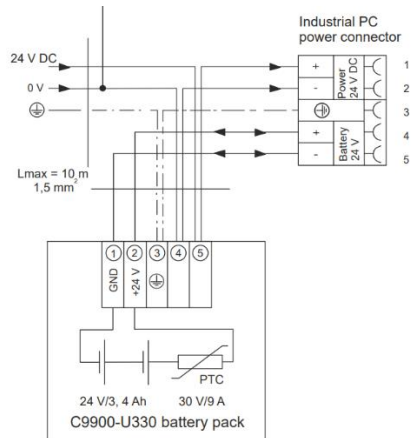 Industrial PC
power connector
24 V DC
0 V
+
-
Power
24 V DC
+
-
Battery
24 V
1
2
3
4
5
Lmax = 10 m
1,5 mm²
1
2
3
4
5
GND
+24 V
PTC
24 V/3, 4 Ah
30 V/9 A
C9900-U330 battery pack